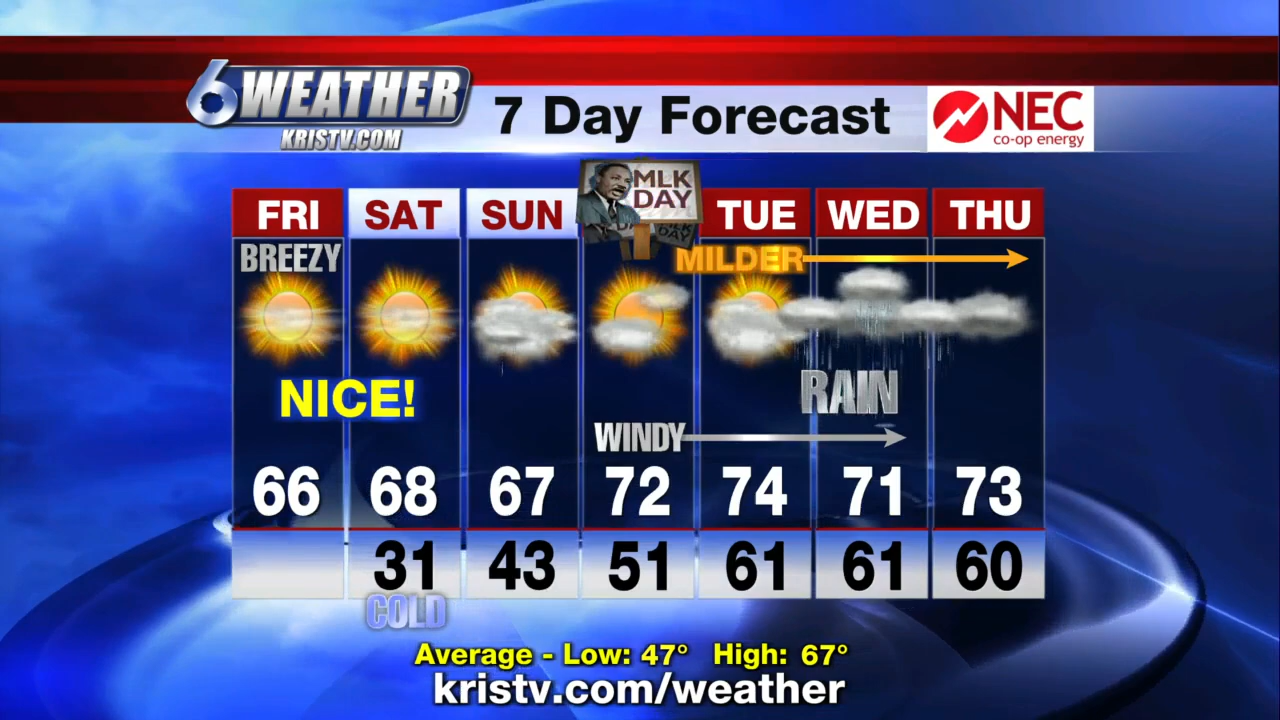 6 WEATHER
KRISTV.COM
7 Day Forecast
NEC
co-op energy
MLK
DAY
FRI SAT SUN TUE WED THU
BREEZY
MILDER
NICE!
RAIN
WINDY
66 68 67 72 74 71 73
31 43 51 61 61 60
COLD
Average - Low: 47° High: 67°
kristv.com/weather